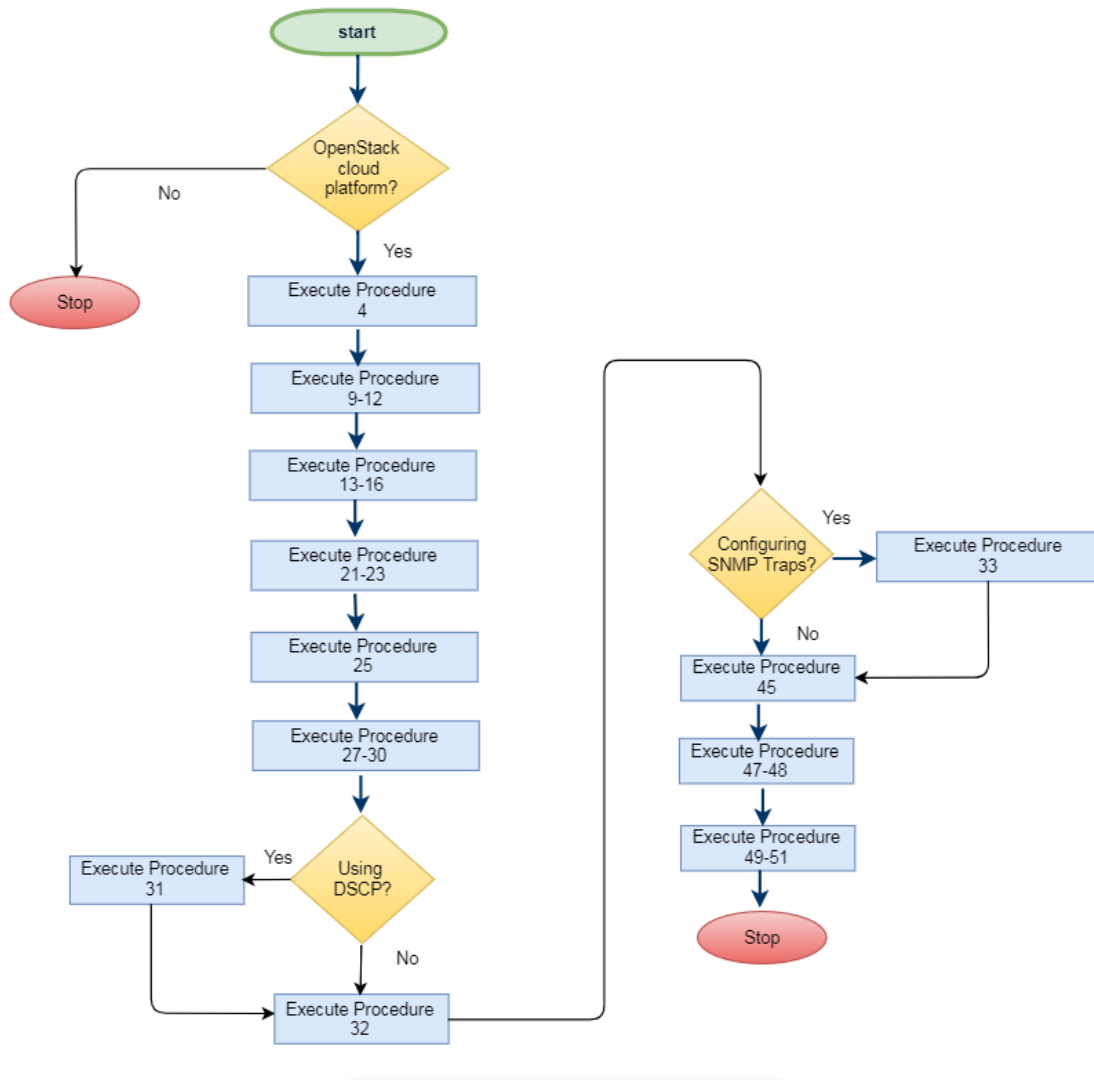 start
OpenStack
cloud
platform?
No
Yes
Stop
Execute Procedure
4
Execute Procedure
9-12
Execute Procedure
13-16
Execute Procedure
21-23
Execute Procedure
25
Execute Procedure
27-30
Using
DSCP?
Yes
Execute Procedure
31
No
Execute Procedure
32
Configuring
SNMP Traps?
Yes
Execute Procedure
33
No
Execute Procedure
45
Execute Procedure
47-48
Execute Procedure
49-51
Stop